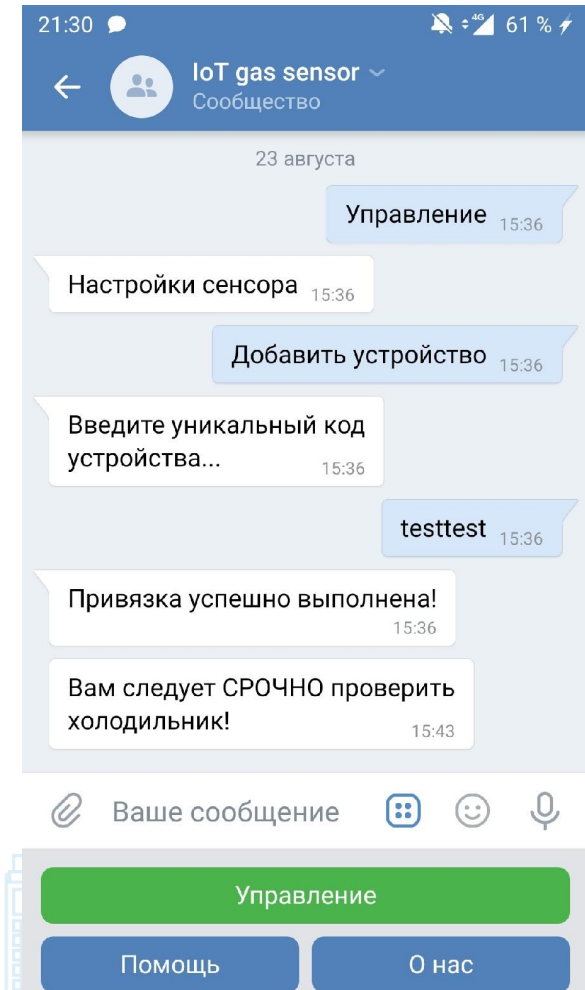 21:30 4G 61 %
IoT gas sensor
Сообщество
23 августа
Управление 15:36
Настройки сенсора 15:36
Добавить устройство 15:36
Введите уникальный код
устройства... 15:36
testtest 15:36
Привязка успешно выполнена!
15:36
Вам следует СРОЧНО проверить
холодильник! 15:43
Ваше сообщение
Управление
Помощь О нас